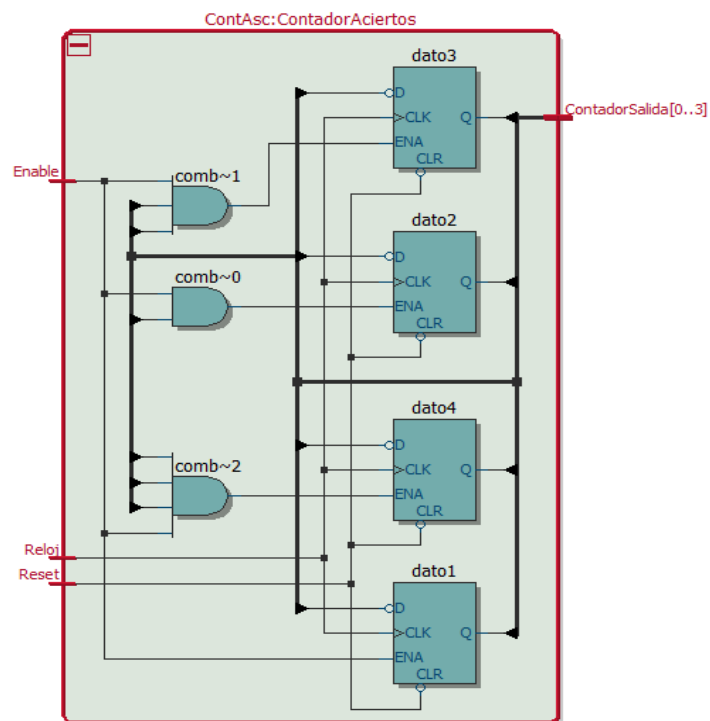 ContAsc:ContadorAciertos
dato3
D
CLK
ENA
CLR
Q
ContadorSalida[0..3]
Enable
comb~1
dato2
D
CLK
ENA
CLR
Q
comb~0
dato4
D
CLK
ENA
CLR
Q
comb~2
Reloj
Reset
dato1
D
CLK
ENA
CLR
Q